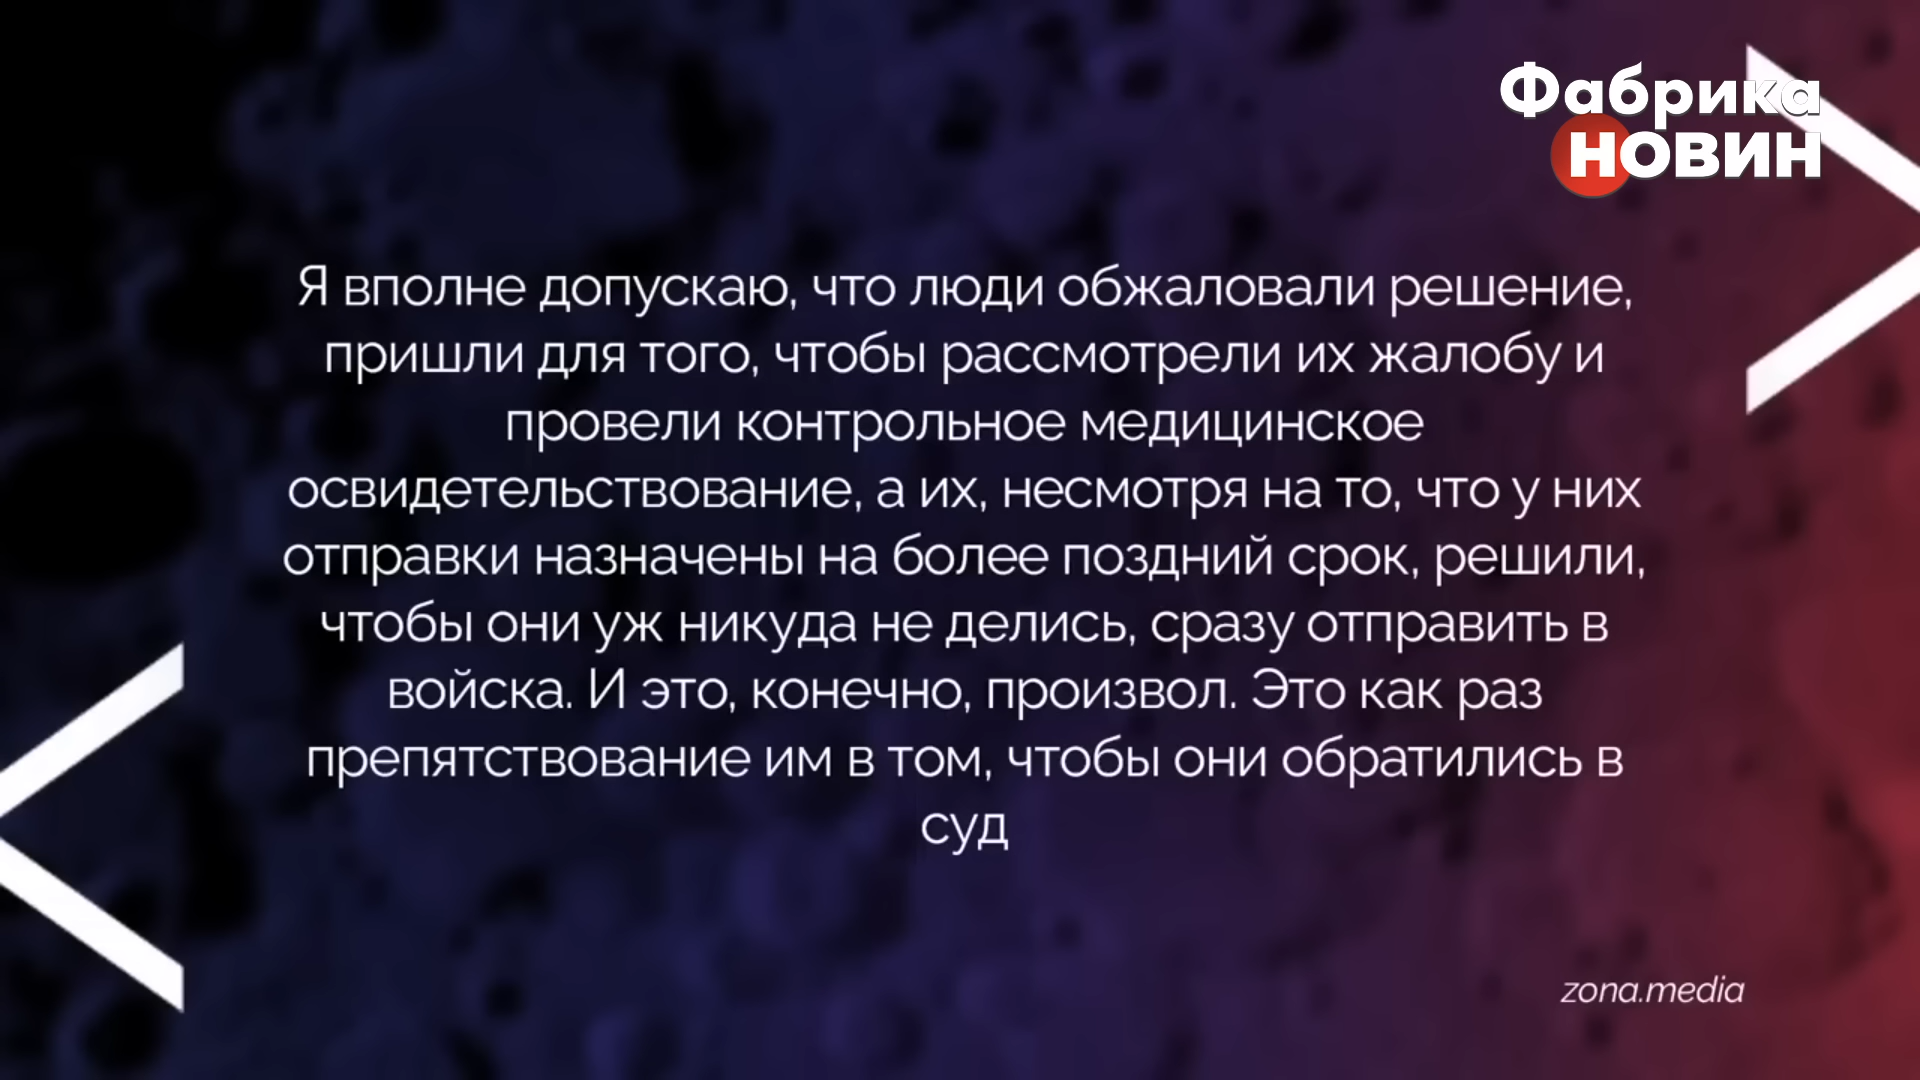 Фабрика
новин
Я вполне допускаю, что люди обжаловали решение,
пришли для того, чтобы рассмотрели их жалобу и
провели контрольное медицинское
освидетельствование, а их, несмотря на то, что у них
отправки назначены на более поздний срок, решили,
чтобы они уж никуда не делись, сразу отправить в
войска. И это, конечно, произвол. Это как раз
препятствование им в том, чтобы они обратились в
суд
zona.media